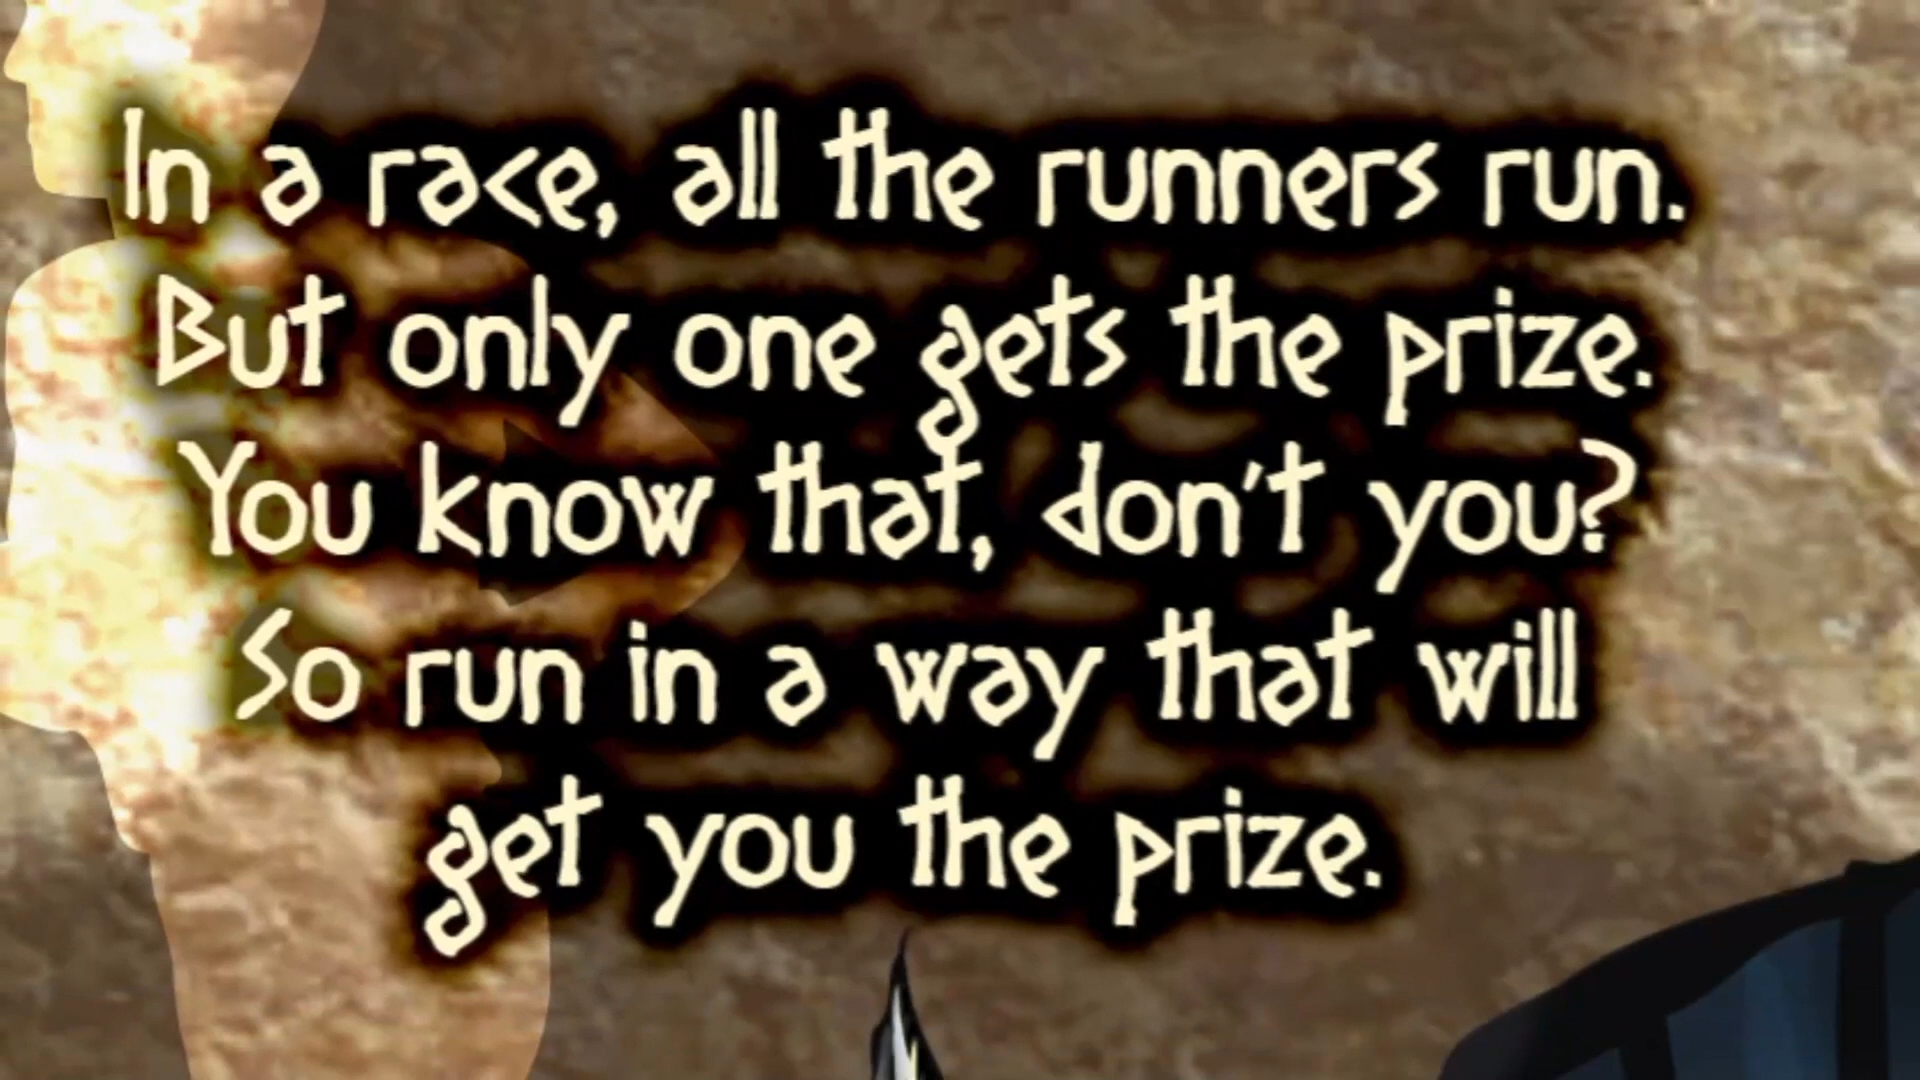 In a race, all the runners run.
But only one gets the prize.
You know that, don't you?
So run in a way that will
get you the prize.